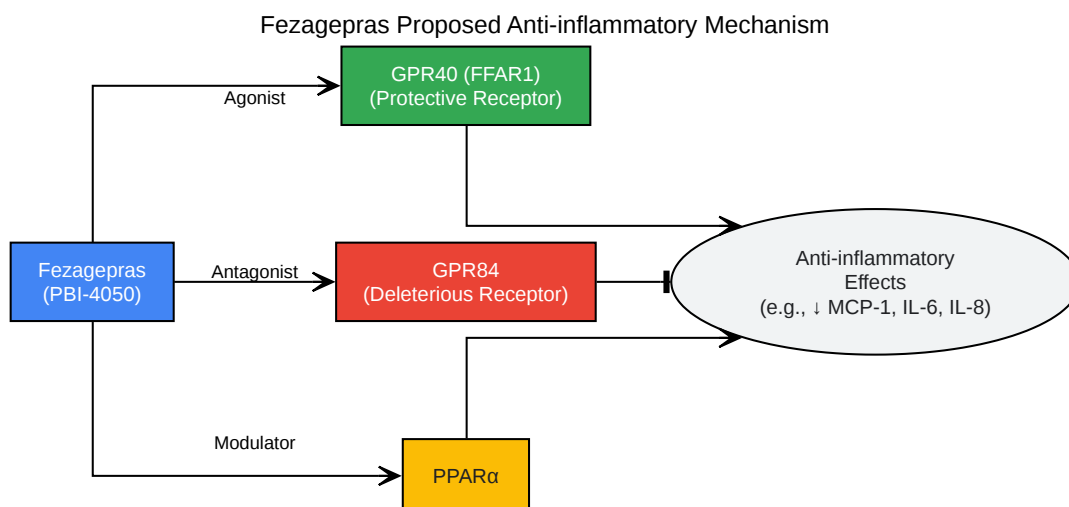 Fezagepras Proposed Anti-inflammatory Mechanism
GPR40 (FFAR1)
(Protective Receptor)
Agonist
Fezagepras
(PBI-4050)
Antagonist
GPR84
(Deleterious Receptor)
Anti-inflammatory
Effects
(e.g., ↓ MCP-1, IL-6, IL-8)
Modulator
PPARα